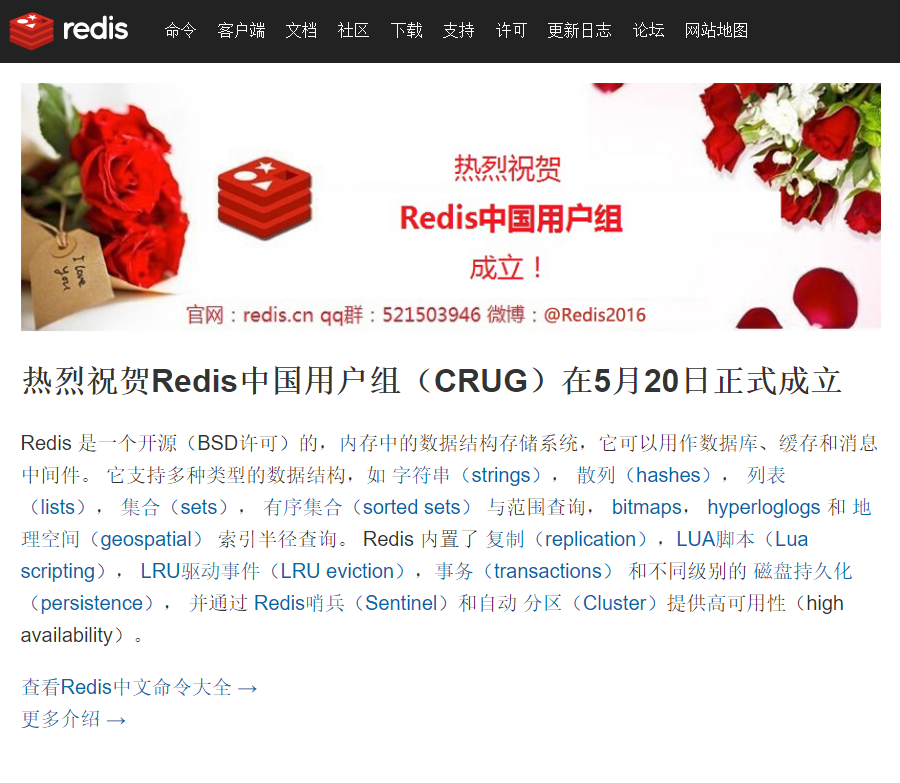 redis 命令 客户端 文档 社区 下载 支持 许可 更新日志 论坛 网站地图
热烈祝贺
Redis中国用户组
成立！
I love
you
官网：redis.cn qq群：521503946 微博：@Redis2016
热烈祝贺Redis中国用户组（CRUG）在5月20日正式成立
Redis 是一个开源（BSD许可）的，内存中的数据结构存储系统，它可以用作数据库、缓存和消息
中间件。 它支持多种类型的数据结构，如 字符串（strings）， 散列（hashes）， 列表
（lists）， 集合（sets）， 有序集合（sorted sets） 与范围查询， bitmaps， hyperloglogs 和 地
理空间（geospatial） 索引半径查询。 Redis 内置了 复制（replication），LUA脚本（Lua
scripting）， LRU驱动事件（LRU eviction），事务（transactions） 和不同级别的 磁盘持久化
（persistence）， 并通过 Redis哨兵（Sentinel）和自动 分区（Cluster）提供高可用性（high
availability）。
查看Redis中文命令大全 →
更多介绍 →